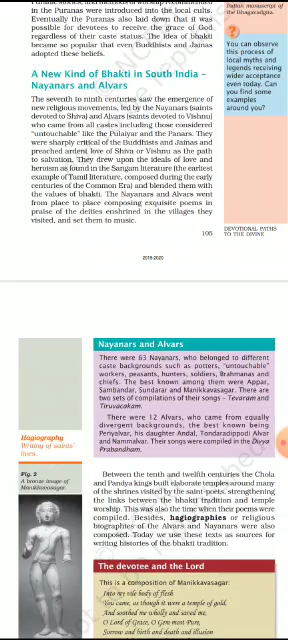 in the Puranas were introduced into the local cults.
Eventually the Puranas also laid down that it was
possible for devotees to receive the grace of God
regardless of their caste status. The idea of bhakti
became so popular that even Buddhists and Jainas
adopted these beliefs.
Indian manuscript of
the Bhagavadgita.
?
You can observe
this process of
local myths and
legends receiving
wider acceptance
even today. Can
you find some
examples
around you?
A New Kind of Bhakti in South India –
Nayanars and Alvars
The seventh to ninth centuries saw the emergence of
new religious movements, led by the Nayanars (saints
devoted to Shiva) and Alvars (saints devoted to Vishnu)
who came from all castes including those considered
“untouchable” like the Pulaiyar and the Panars. They
were sharply critical of the Buddhists and Jainas and
preached ardent love of Shiva or Vishnu as the path
to salvation. They drew upon the ideals of love and
heroism as found in the Sangam literature (the earliest
example of Tamil literature, composed during the early
centuries of the Common Era) and blended them with
the values of bhakti. The Nayanars and Alvars went
from place to place composing exquisite poems in
praise of the deities enshrined in the villages they
visited, and set them to music.
105
DEVOTIONAL PATHS
TO THE DIVINE
2019-2020
Nayanars and Alvars
There were 63 Nayanars, who belonged to different
caste backgrounds such as potters, “untouchable”
workers, peasants, hunters, soldiers, Brahmanas and
chiefs. The best known among them were Appar,
Sambandar, Sundarar and Manikkavasagar. There are
two sets of compilations of their songs – Tevaram and
Tiruvacakam.
There were 12 Alvars, who came from equally
divergent backgrounds, the best known being
Periyalvar, his daughter Andal, Tondaradippodi Alvar
and Nammalvar. Their songs were compiled in the Divya
Prabandham.
Hagiography
Writing of saints’
lives.
Fig. 2
A bronze image of
Manikkavasagar.
Between the tenth and twelfth centuries the Chola
and Pandya kings built elaborate temples around many
of the shrines visited by the saint-poets, strengthening
the links between the bhakti tradition and temple
worship. This was also the time when their poems were
compiled. Besides, hagiographies or religious
biographies of the Alvars and Nayanars were also
composed. Today we use these texts as sources for
writing histories of the bhakti tradition.
The devotee and the Lord
This is a composition of Manikkavasagar:
Into my vile body of flesh
You came, as though it were a temple of gold,
And soothed me wholly and saved me,
O Lord of Grace, O Gem most Pure,
Sorrow and birth and death and illusion